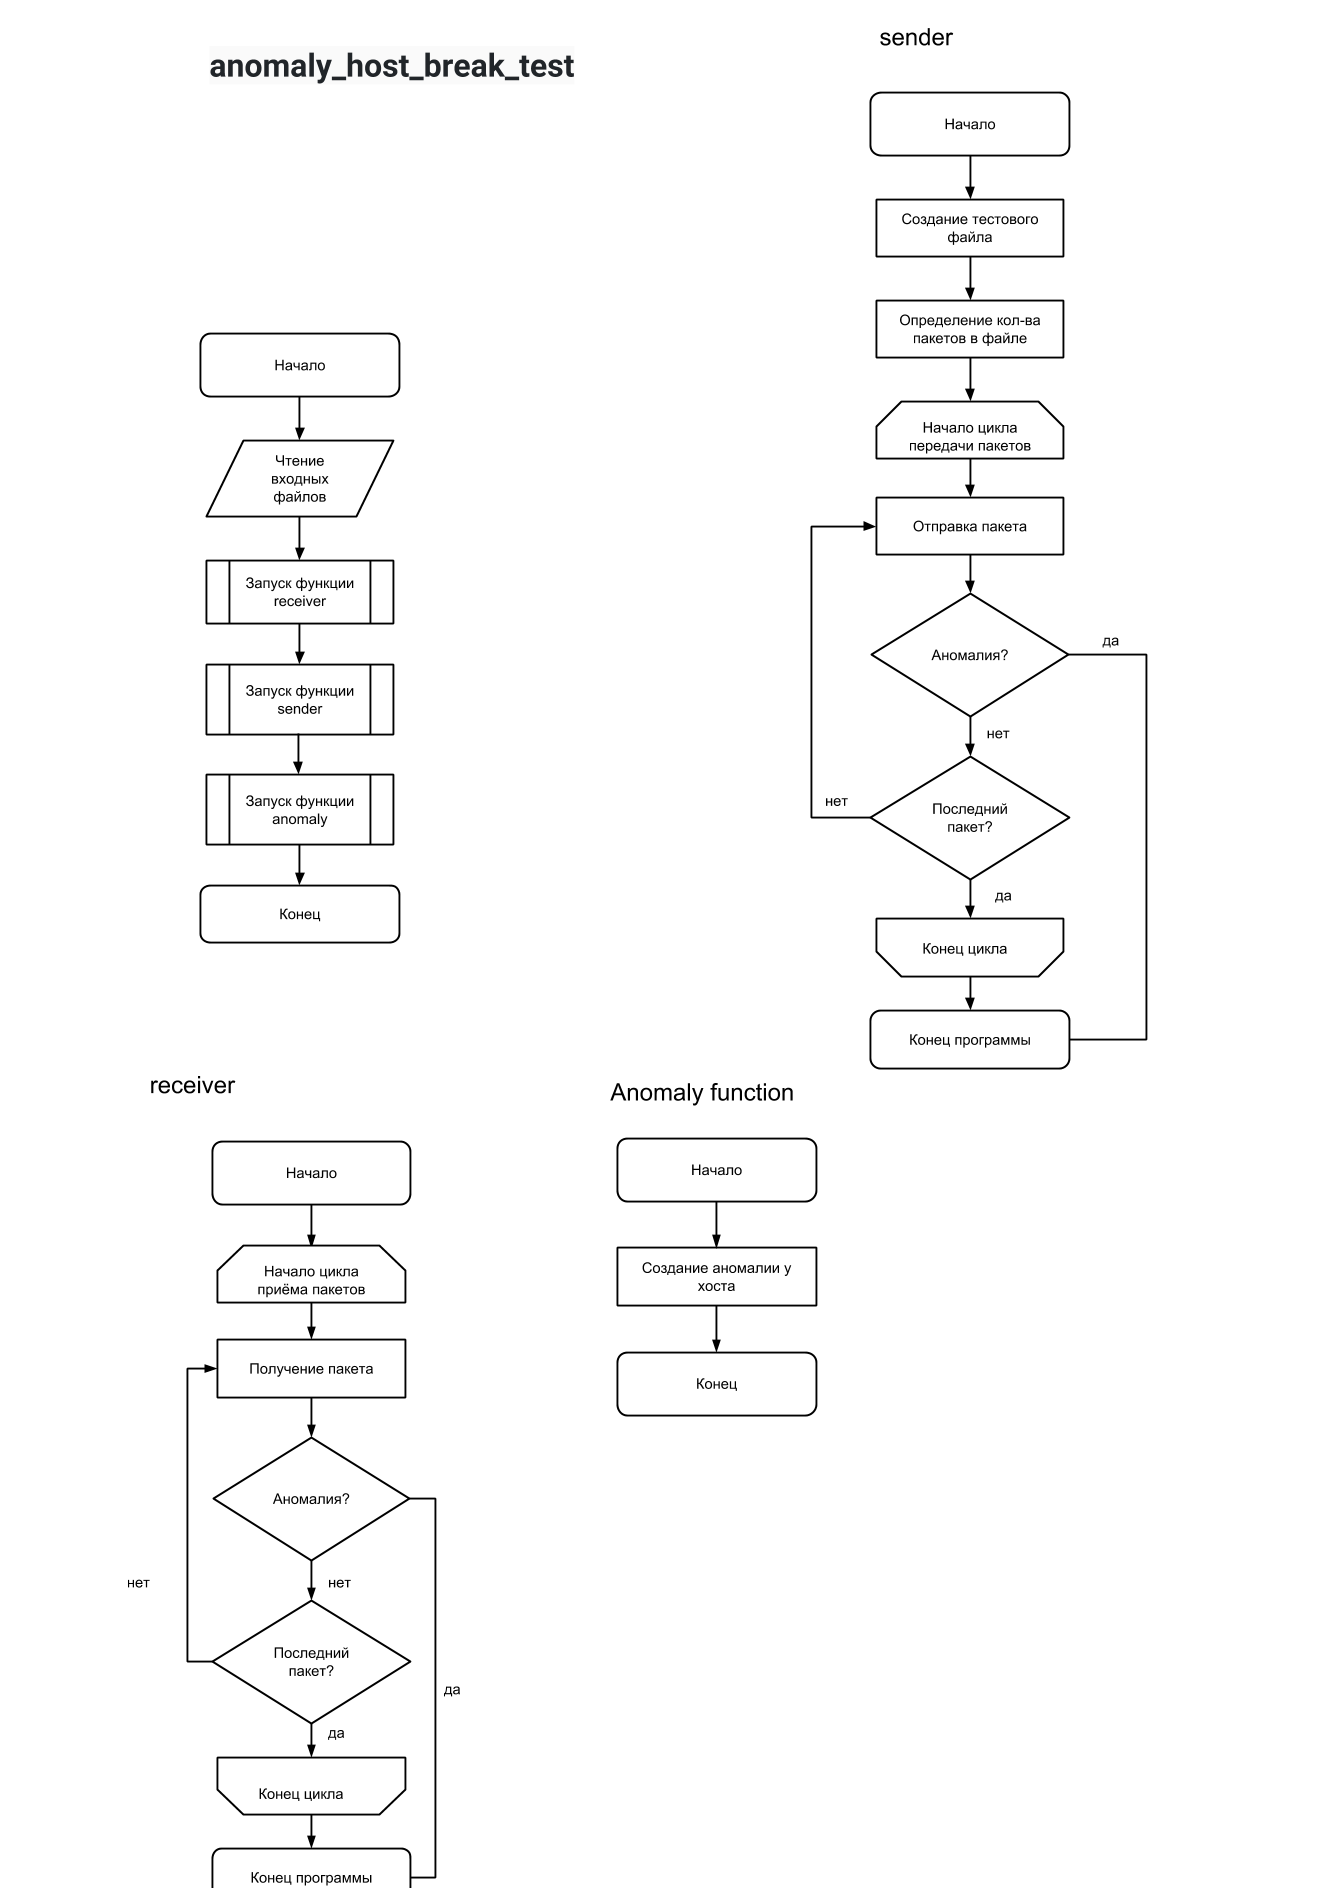 anomaly_host_break_test
Начало
Чтение
входных
файлов
Запуск функции
receiver
Запуск функции
sender
Запуск функции
anomaly
Конец
sender
Начало
Создание тестового
файла
Определение кол-ва
пакетов в файле
Начало цикла
передачи пакетов
Отправка пакета
Аномалия?
да
нет
Последний
пакет?
нет
да
Конец цикла
Конец программы
receiver
Начало
Начало цикла
приёма пакетов
Получение пакета
Аномалия?
нет
нет
Последний
пакет?
да
да
Конец цикла
Конец программы
Anomaly function
Начало
Создание аномалии у
хоста
Конец